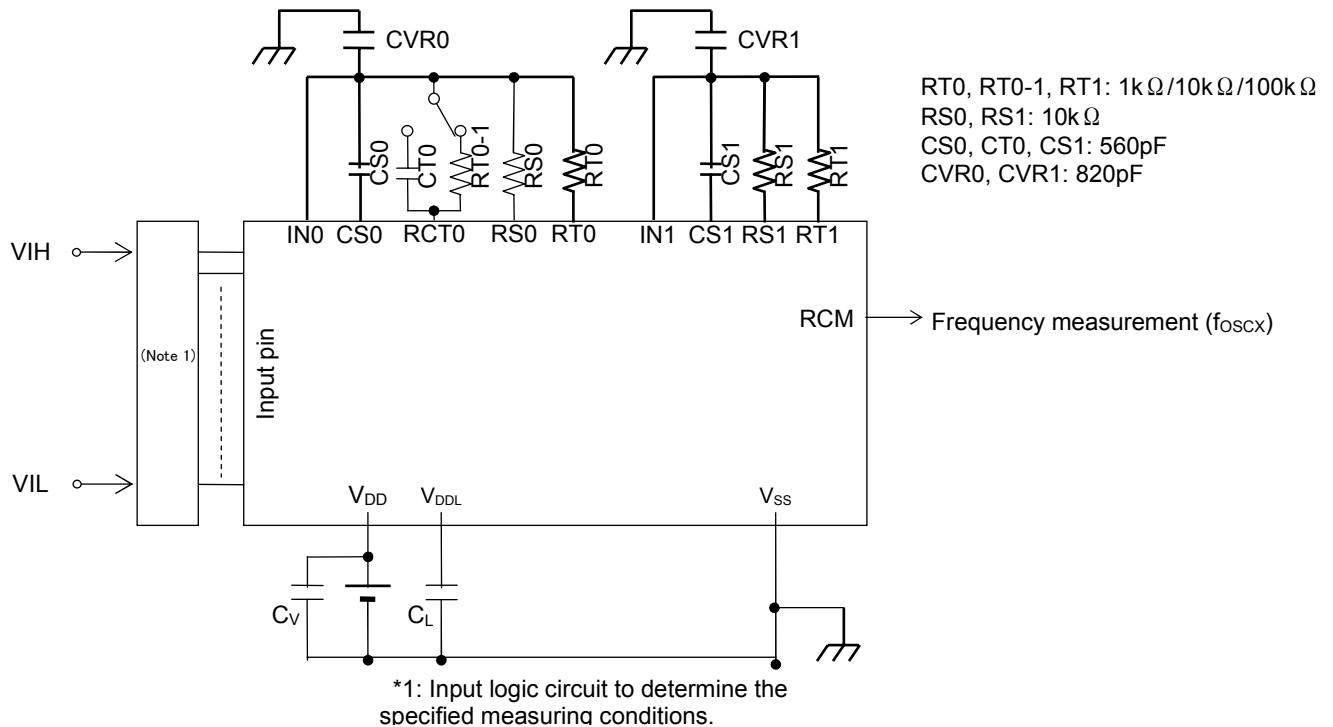 CVR0
CVR1
RT0, RT0-1, RT1: 1kΩ/10kΩ/100kΩ
RS0, RS1: 10kΩ
CS0, CT0, CS1: 560pF
CVR0, CVR1: 820pF
CS0
CT0
RT0-1
RS0
RT0
CS1
RS1
RT1
IN0 CS0 RCT0 RS0 RT0 IN1 CS1 RS1 RT1
VIH
RCM
Frequency measurement (fOSCX)
(Note 1)
Input pin
VIL
VDD VDDL VSS
CV CL
*1: Input logic circuit to determine the
specified measuring conditions.